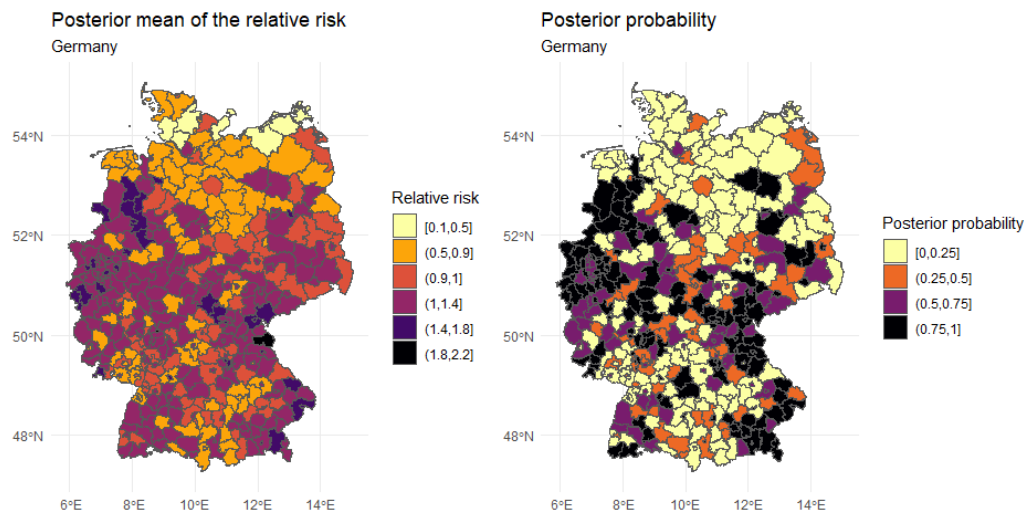 Posterior mean of the relative risk
Germany
54°N
52°N
50°N
48°N
6°E 8°E 10°E 12°E 14°E
Relative risk
[0.1,0.5]
(0.5,0.9]
(0.9,1]
(1,1.4]
(1.4,1.8]
(1.8,2.2]
Posterior probability
Germany
54°N
52°N
50°N
48°N
6°E 8°E 10°E 12°E 14°E
Posterior probability
[0,0.25]
(0.25,0.5]
(0.5,0.75]
(0.75,1]